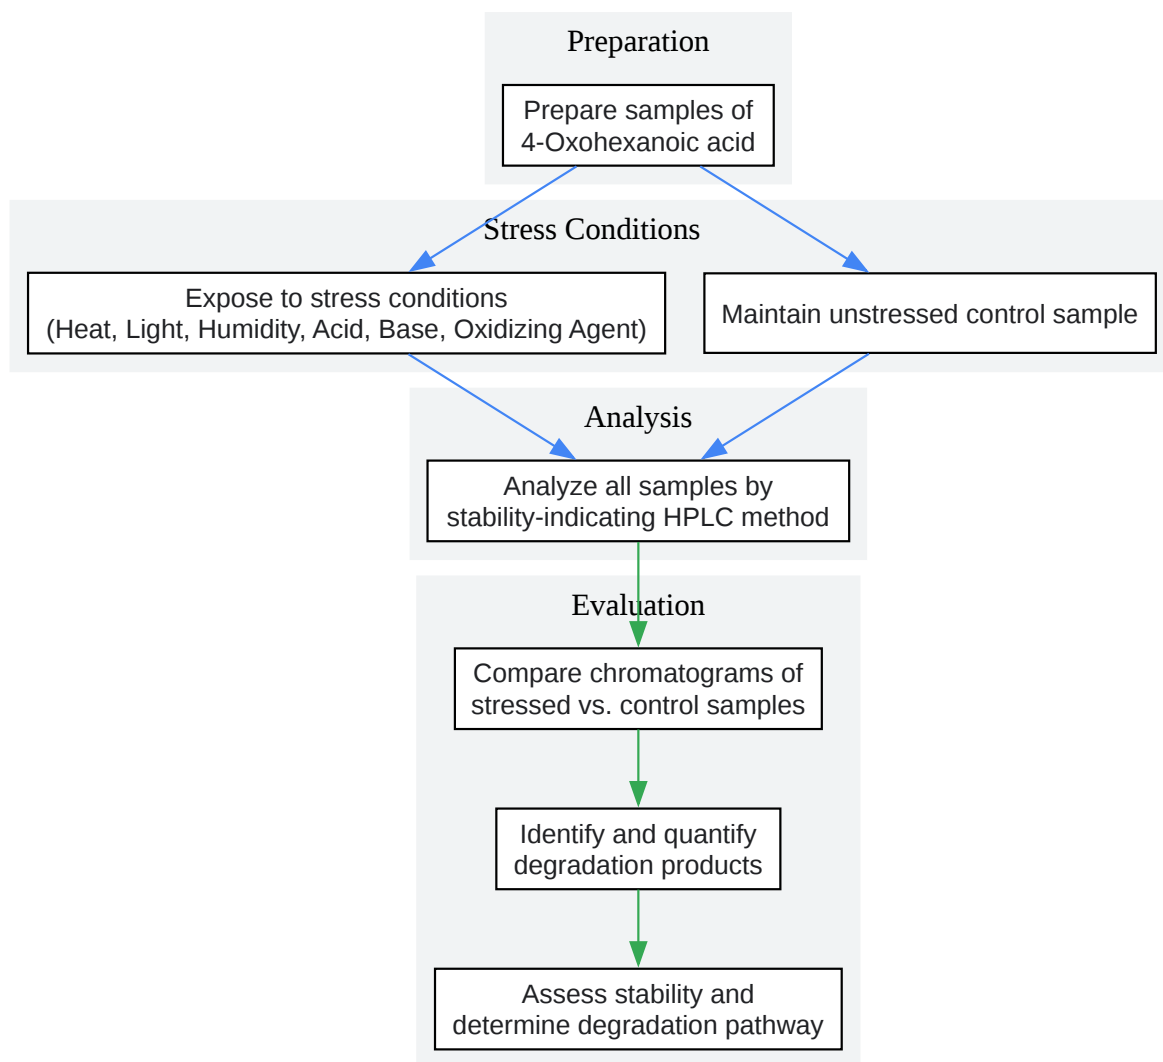 Preparation
Prepare samples of
4-Oxohexanoic acid
Stress Conditions
Expose to stress conditions
(Heat, Light, Humidity, Acid, Base, Oxidizing Agent)
Maintain unstressed control sample
Analysis
Analyze all samples by
stability-indicating HPLC method
Evaluation
Compare chromatograms of
stressed vs. control samples
Identify and quantify
degradation products
Assess stability and
determine degradation pathway